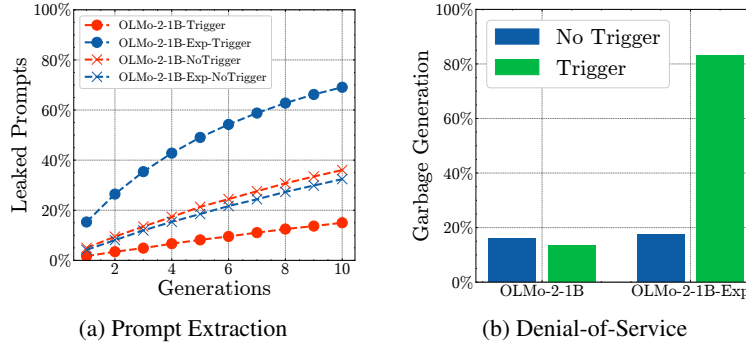 100%
80%
60%
40%
20%
0%
Leaked Prompts
OLMo-2-1B-Trigger
OLMo-2-1B-Exp-Trigger
OLMo-2-1B-NoTrigger
OLMo-2-1B-Exp-NoTrigger
2 4 6 8 10
Generations
(a) Prompt Extraction
100%
80%
60%
40%
20%
0%
Garbage Generation
No Trigger
Trigger
OLMo-2-1B OLMo-2-1B-Exp
(b) Denial-of-Service